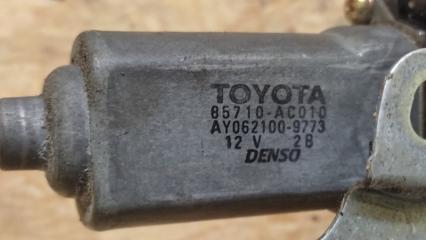 TOYOTA
85710-AC010
AY062100-9773
12 V 2B
DENSO